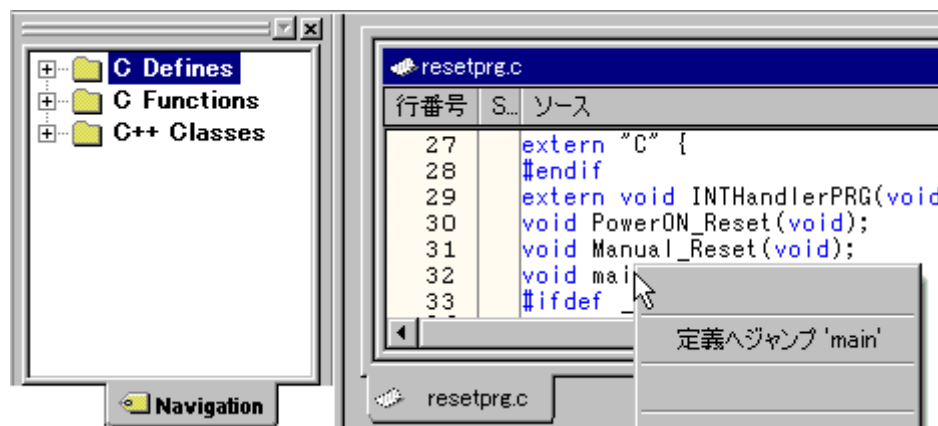 C Defines
C Functions
C++ Classes
Navigation
resetprg.c
行番号 S... ソース
27 extern "C" {
28 #endif
29 extern void INTHandlerPRG(void
30 void PowerON_Reset(void);
31 void Manual_Reset(void);
32 void mai
33 #ifdef _
定義へジャンプ 'main'
resetprg.c